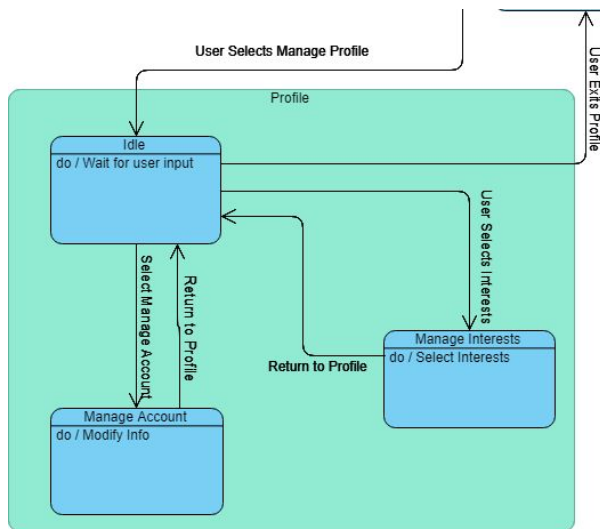 User Selects Manage Profile
User Exits Profile
Profile
Idle
do / Wait for user input
User Selects Interests
Select Manage Account
Return to Profile
Manage Interests
do / Select Interests
Return to Profile
Manage Account
do / Modify Info